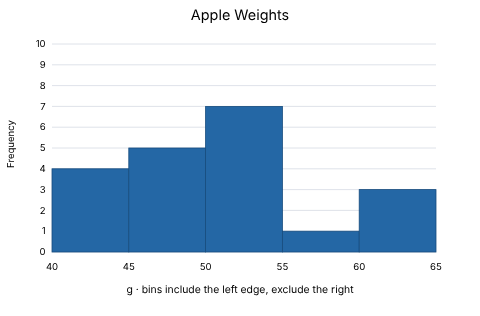 Apple Weights
10
9
8
7
6
5
4
3
2
1
0
Frequency
40 45 50 55 60 65
g · bins include the left edge, exclude the right